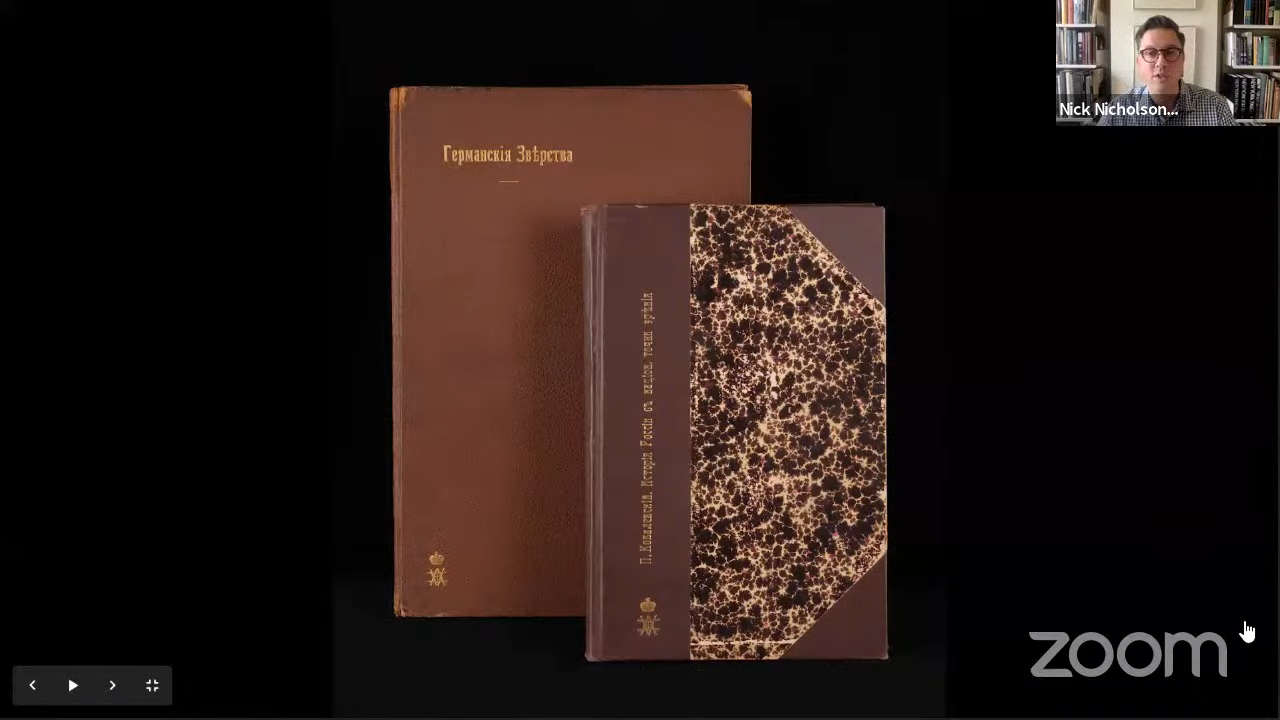 Германскія Звѣрства
П. Ковалевскій. Исторія Россіи съ націон. точки зрѣнія
Nick Nicholson...
zoom